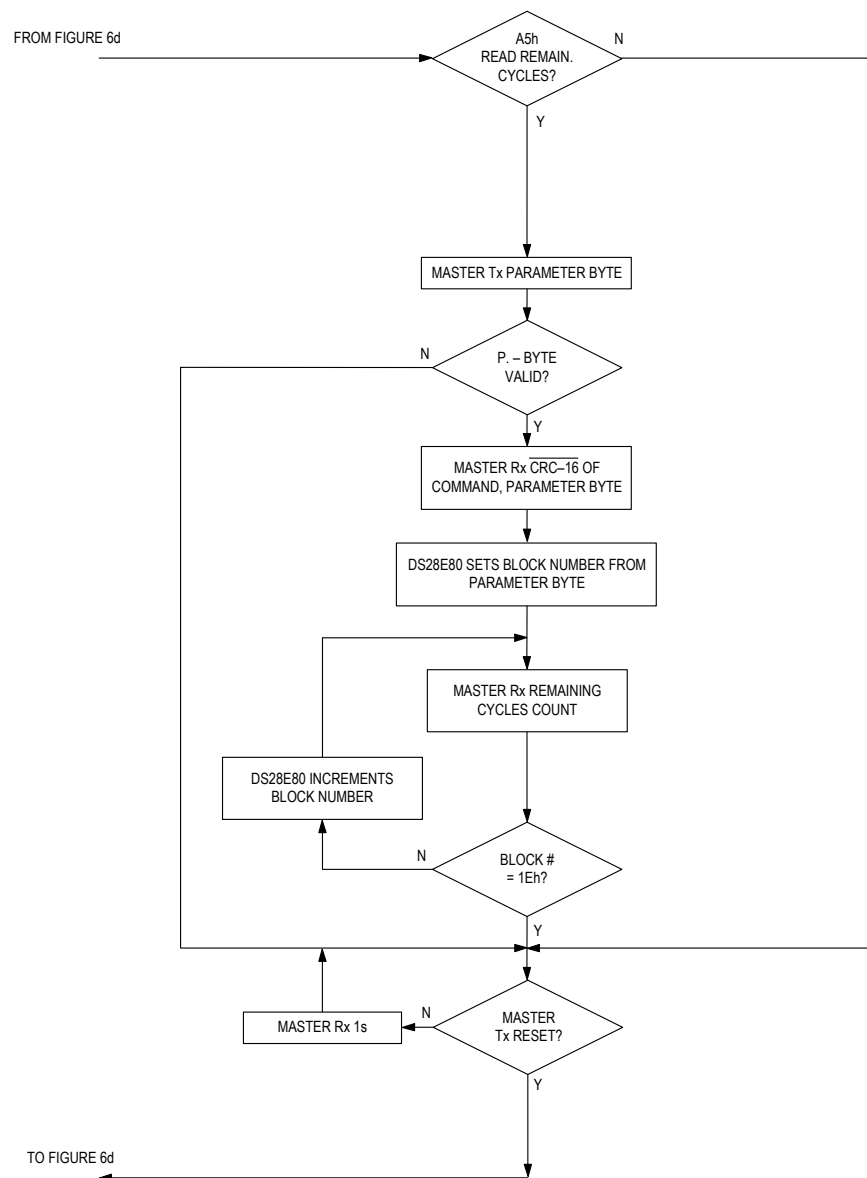 FROM FIGURE 6d
A5h
READ REMAIN.
CYCLES?
N
Y
MASTER Tx PARAMETER BYTE
N
P. – BYTE
VALID?
Y
MASTER Rx CRC–16 OF
COMMAND, PARAMETER BYTE
DS28E80 SETS BLOCK NUMBER FROM
PARAMETER BYTE
MASTER Rx REMAINING
CYCLES COUNT
DS28E80 INCREMENTS
BLOCK NUMBER
N
BLOCK #
= 1Eh?
Y
MASTER Rx 1s
N
MASTER
Tx RESET?
Y
TO FIGURE 6d